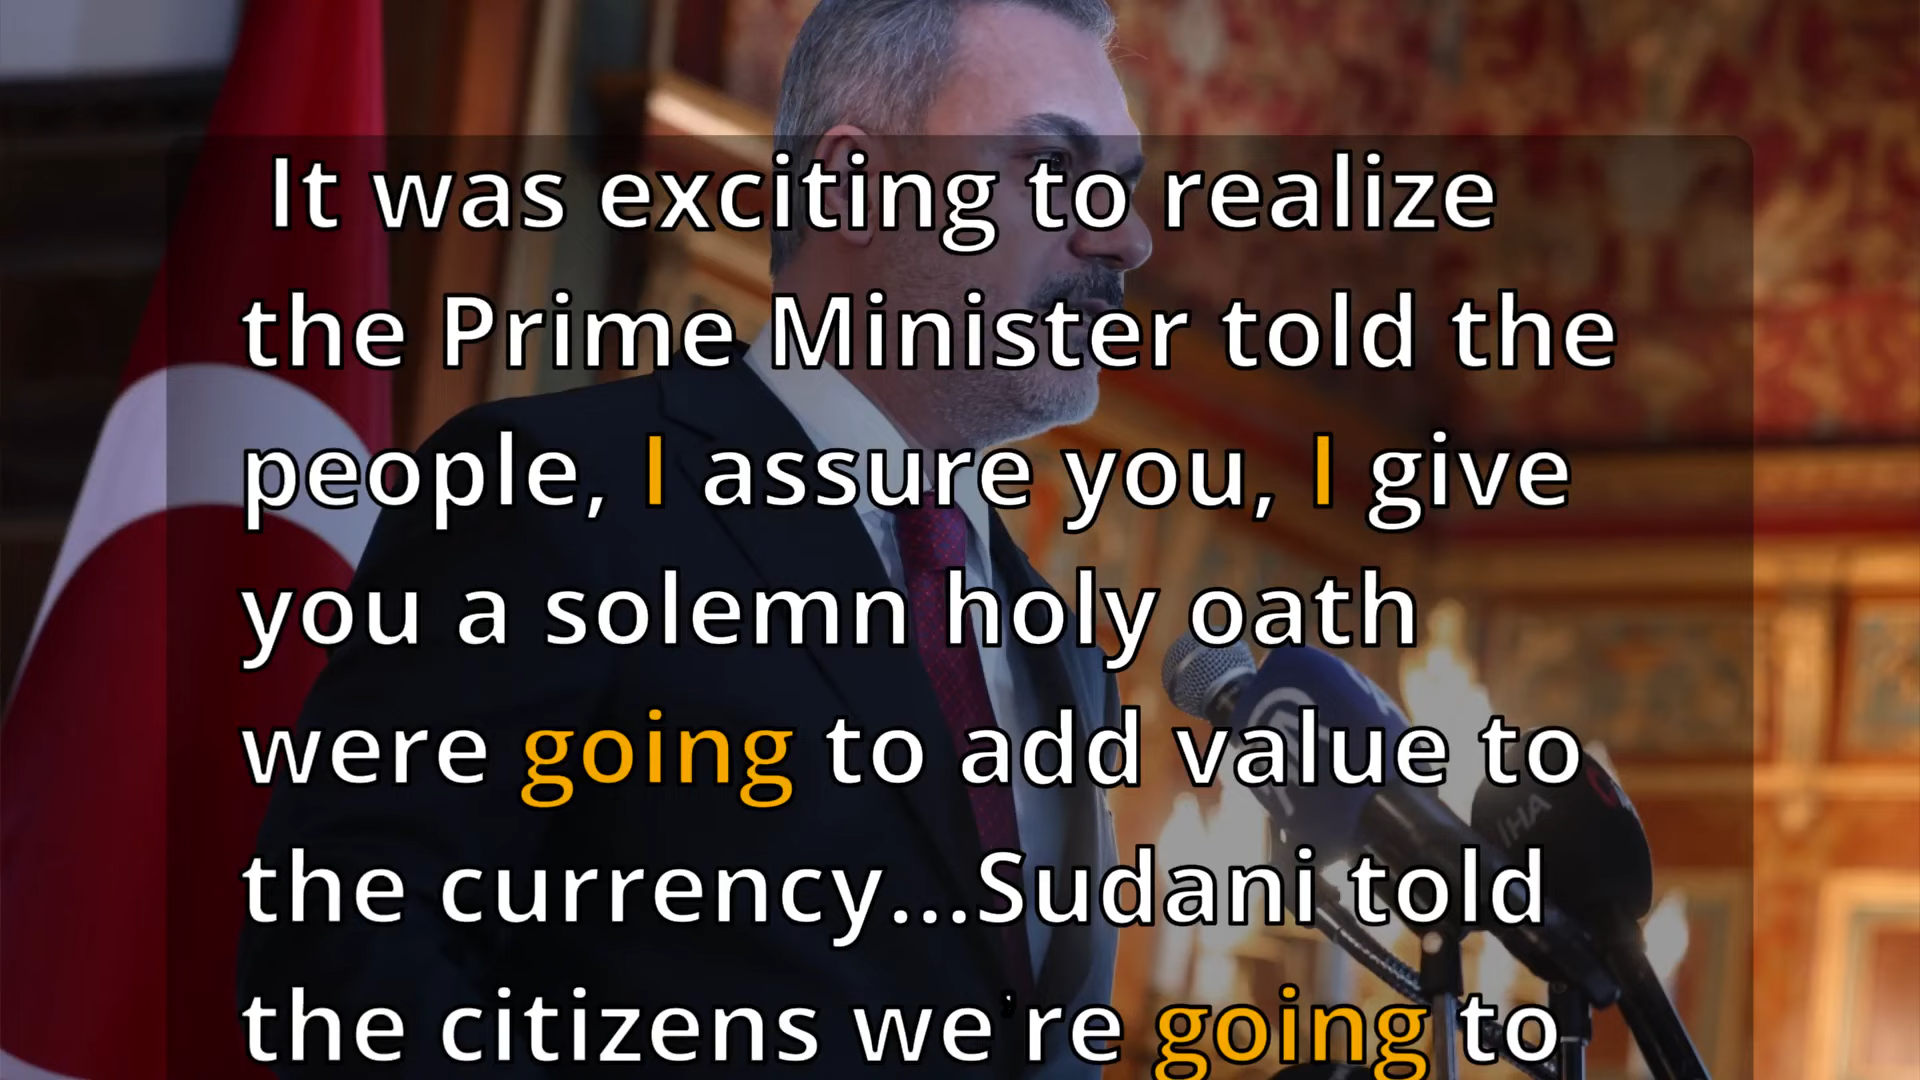 It was exciting to realize
the Prime Minister told the
people, I assure you, I give
you a solemn holy oath
were going to add value to
the currency...Sudani told
the citizens we're going to
IHA